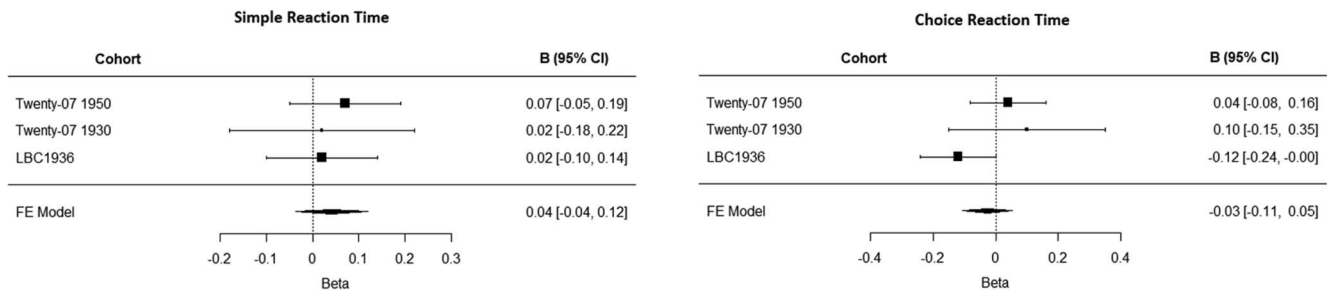 Simple Reaction Time
Cohort B (95% CI)
Twenty-07 1950 0.07 [-0.05, 0.19]
Twenty-07 1930 0.02 [-0.18, 0.22]
LBC1936 0.02 [-0.10, 0.14]
FE Model 0.04 [-0.04, 0.12]
-0.2 -0.1 0 0.1 0.2 0.3
Beta
Choice Reaction Time
Cohort B (95% CI)
Twenty-07 1950 0.04 [-0.08, 0.16]
Twenty-07 1930 0.10 [-0.15, 0.35]
LBC1936 -0.12 [-0.24, -0.00]
FE Model -0.03 [-0.11, 0.05]
-0.4 -0.2 0 0.2 0.4
Beta